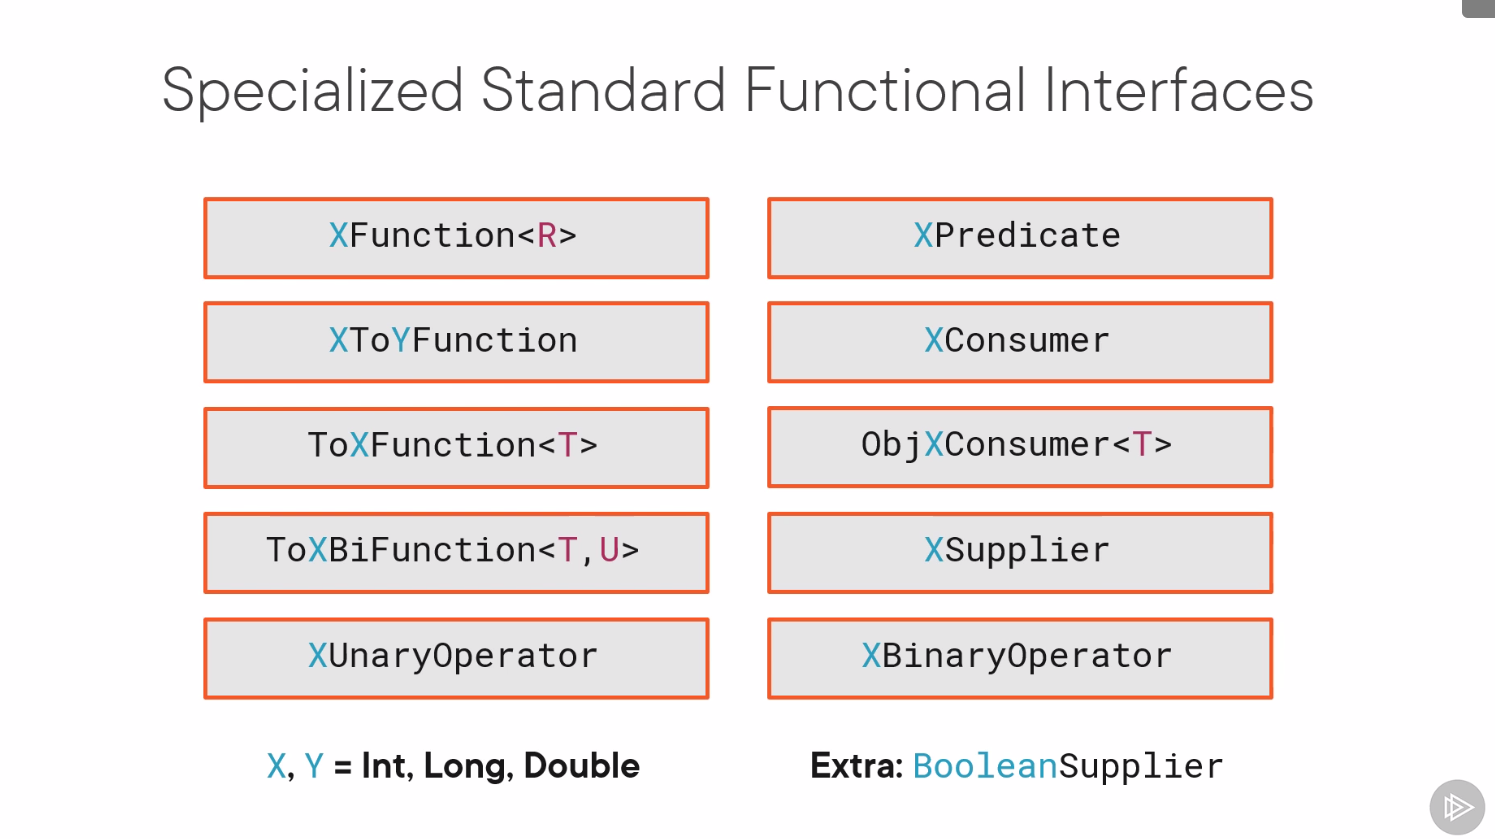 Specialized Standard Functional Interfaces
XFunction<R>
XToYFunction
ToXFunction<T>
ToXBiFunction<T,U>
XUnaryOperator
XPredicate
XConsumer
ObjXConsumer<T>
XSupplier
XBinaryOperator
X, Y = Int, Long, Double
Extra: BooleanSupplier